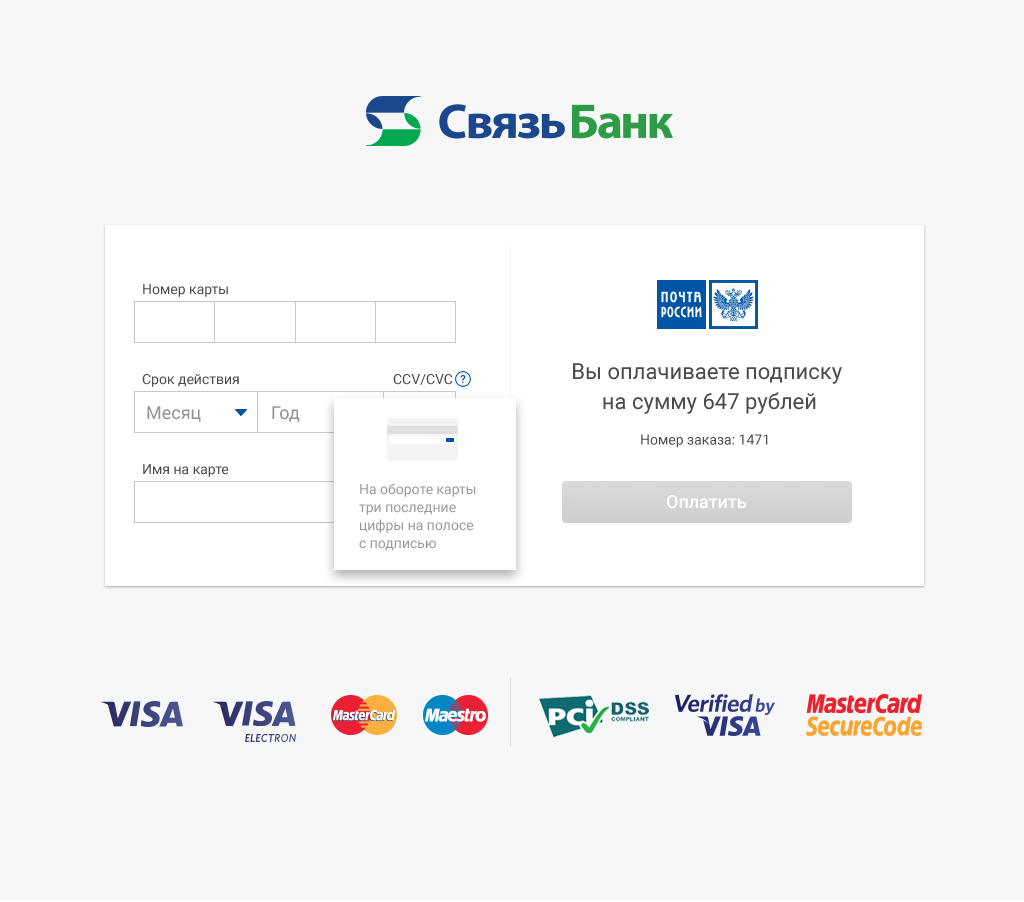 Связь Банк
Номер карты
Срок действия
CCV/CVC ?
Месяц
Год
Имя на карте
На обороте карты
три последние
цифры на полосе
с подписью
ПОЧТА
РОССИИ
Вы оплачиваете подписку
на сумму 647 рублей
Номер заказа: 1471
Оплатить
VISA
VISA
ELECTRON
MasterCard
Maestro
PCI DSS
COMPLIANT
Verified by
VISA
MasterCard
SecureCode